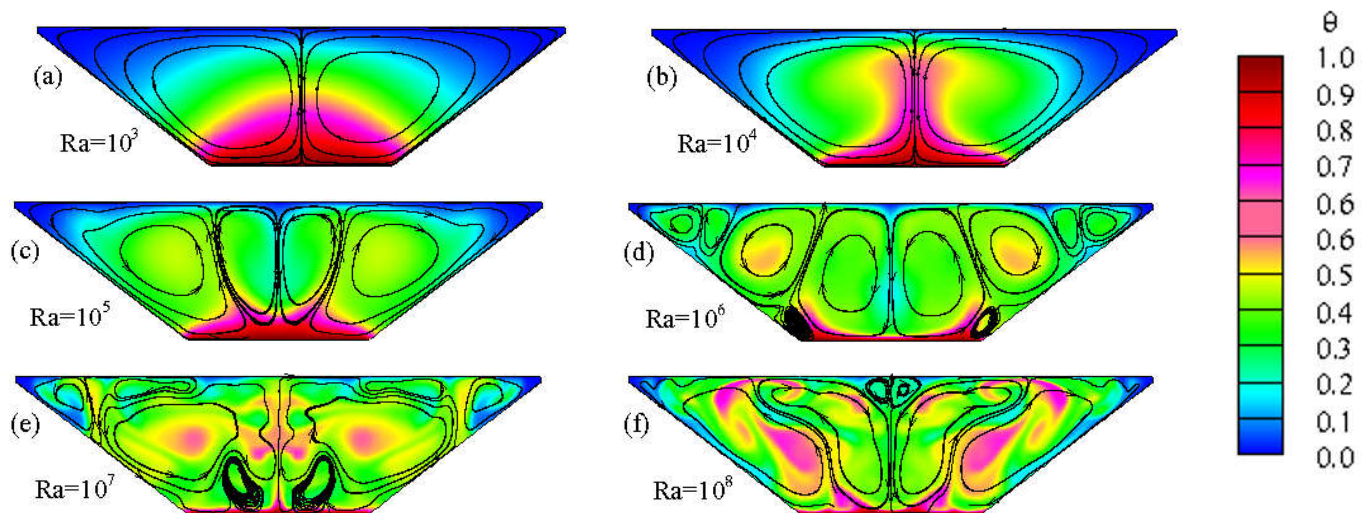 θ
(a)
Ra=10³
(b)
Ra=10⁴
1.0
0.9
0.8
0.7
0.6
0.6
0.5
0.4
0.3
0.2
0.1
0.0
(c)
Ra=10⁵
(d)
Ra=10⁶
(e)
Ra=10⁷
(f)
Ra=10⁸